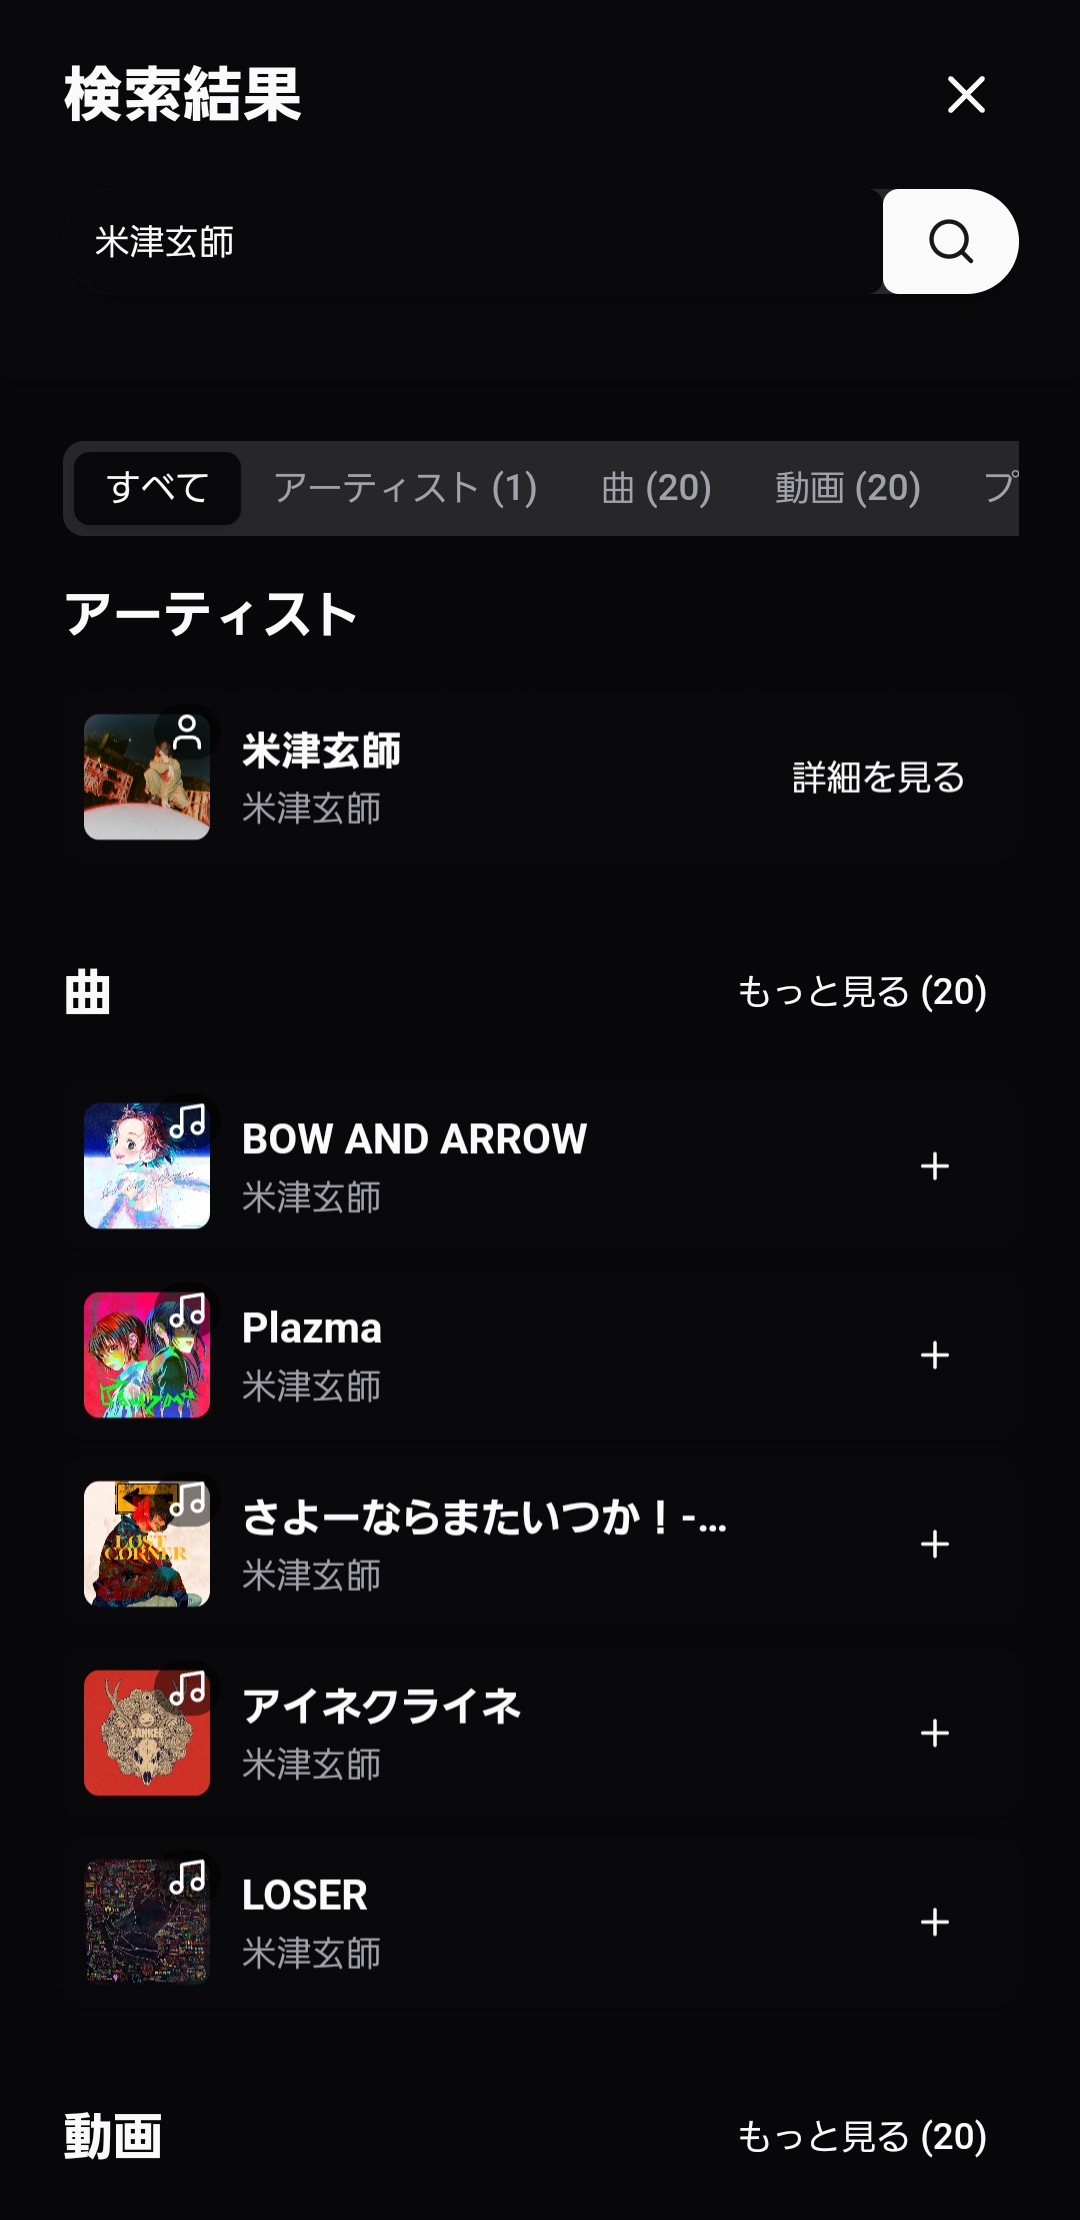 検索結果
米津玄師
すべて
アーティスト (1)
曲 (20)
動画 (20)
プ
アーティスト
米津玄師
米津玄師
詳細を見る
曲
もっと見る (20)
BOW AND ARROW
米津玄師
Plazma
米津玄師
さよーならまたいつか！-...
米津玄師
LOST
CORNER
アイネクライネ
米津玄師
YANKEE
LOSER
米津玄師
動画
もっと見る (20)